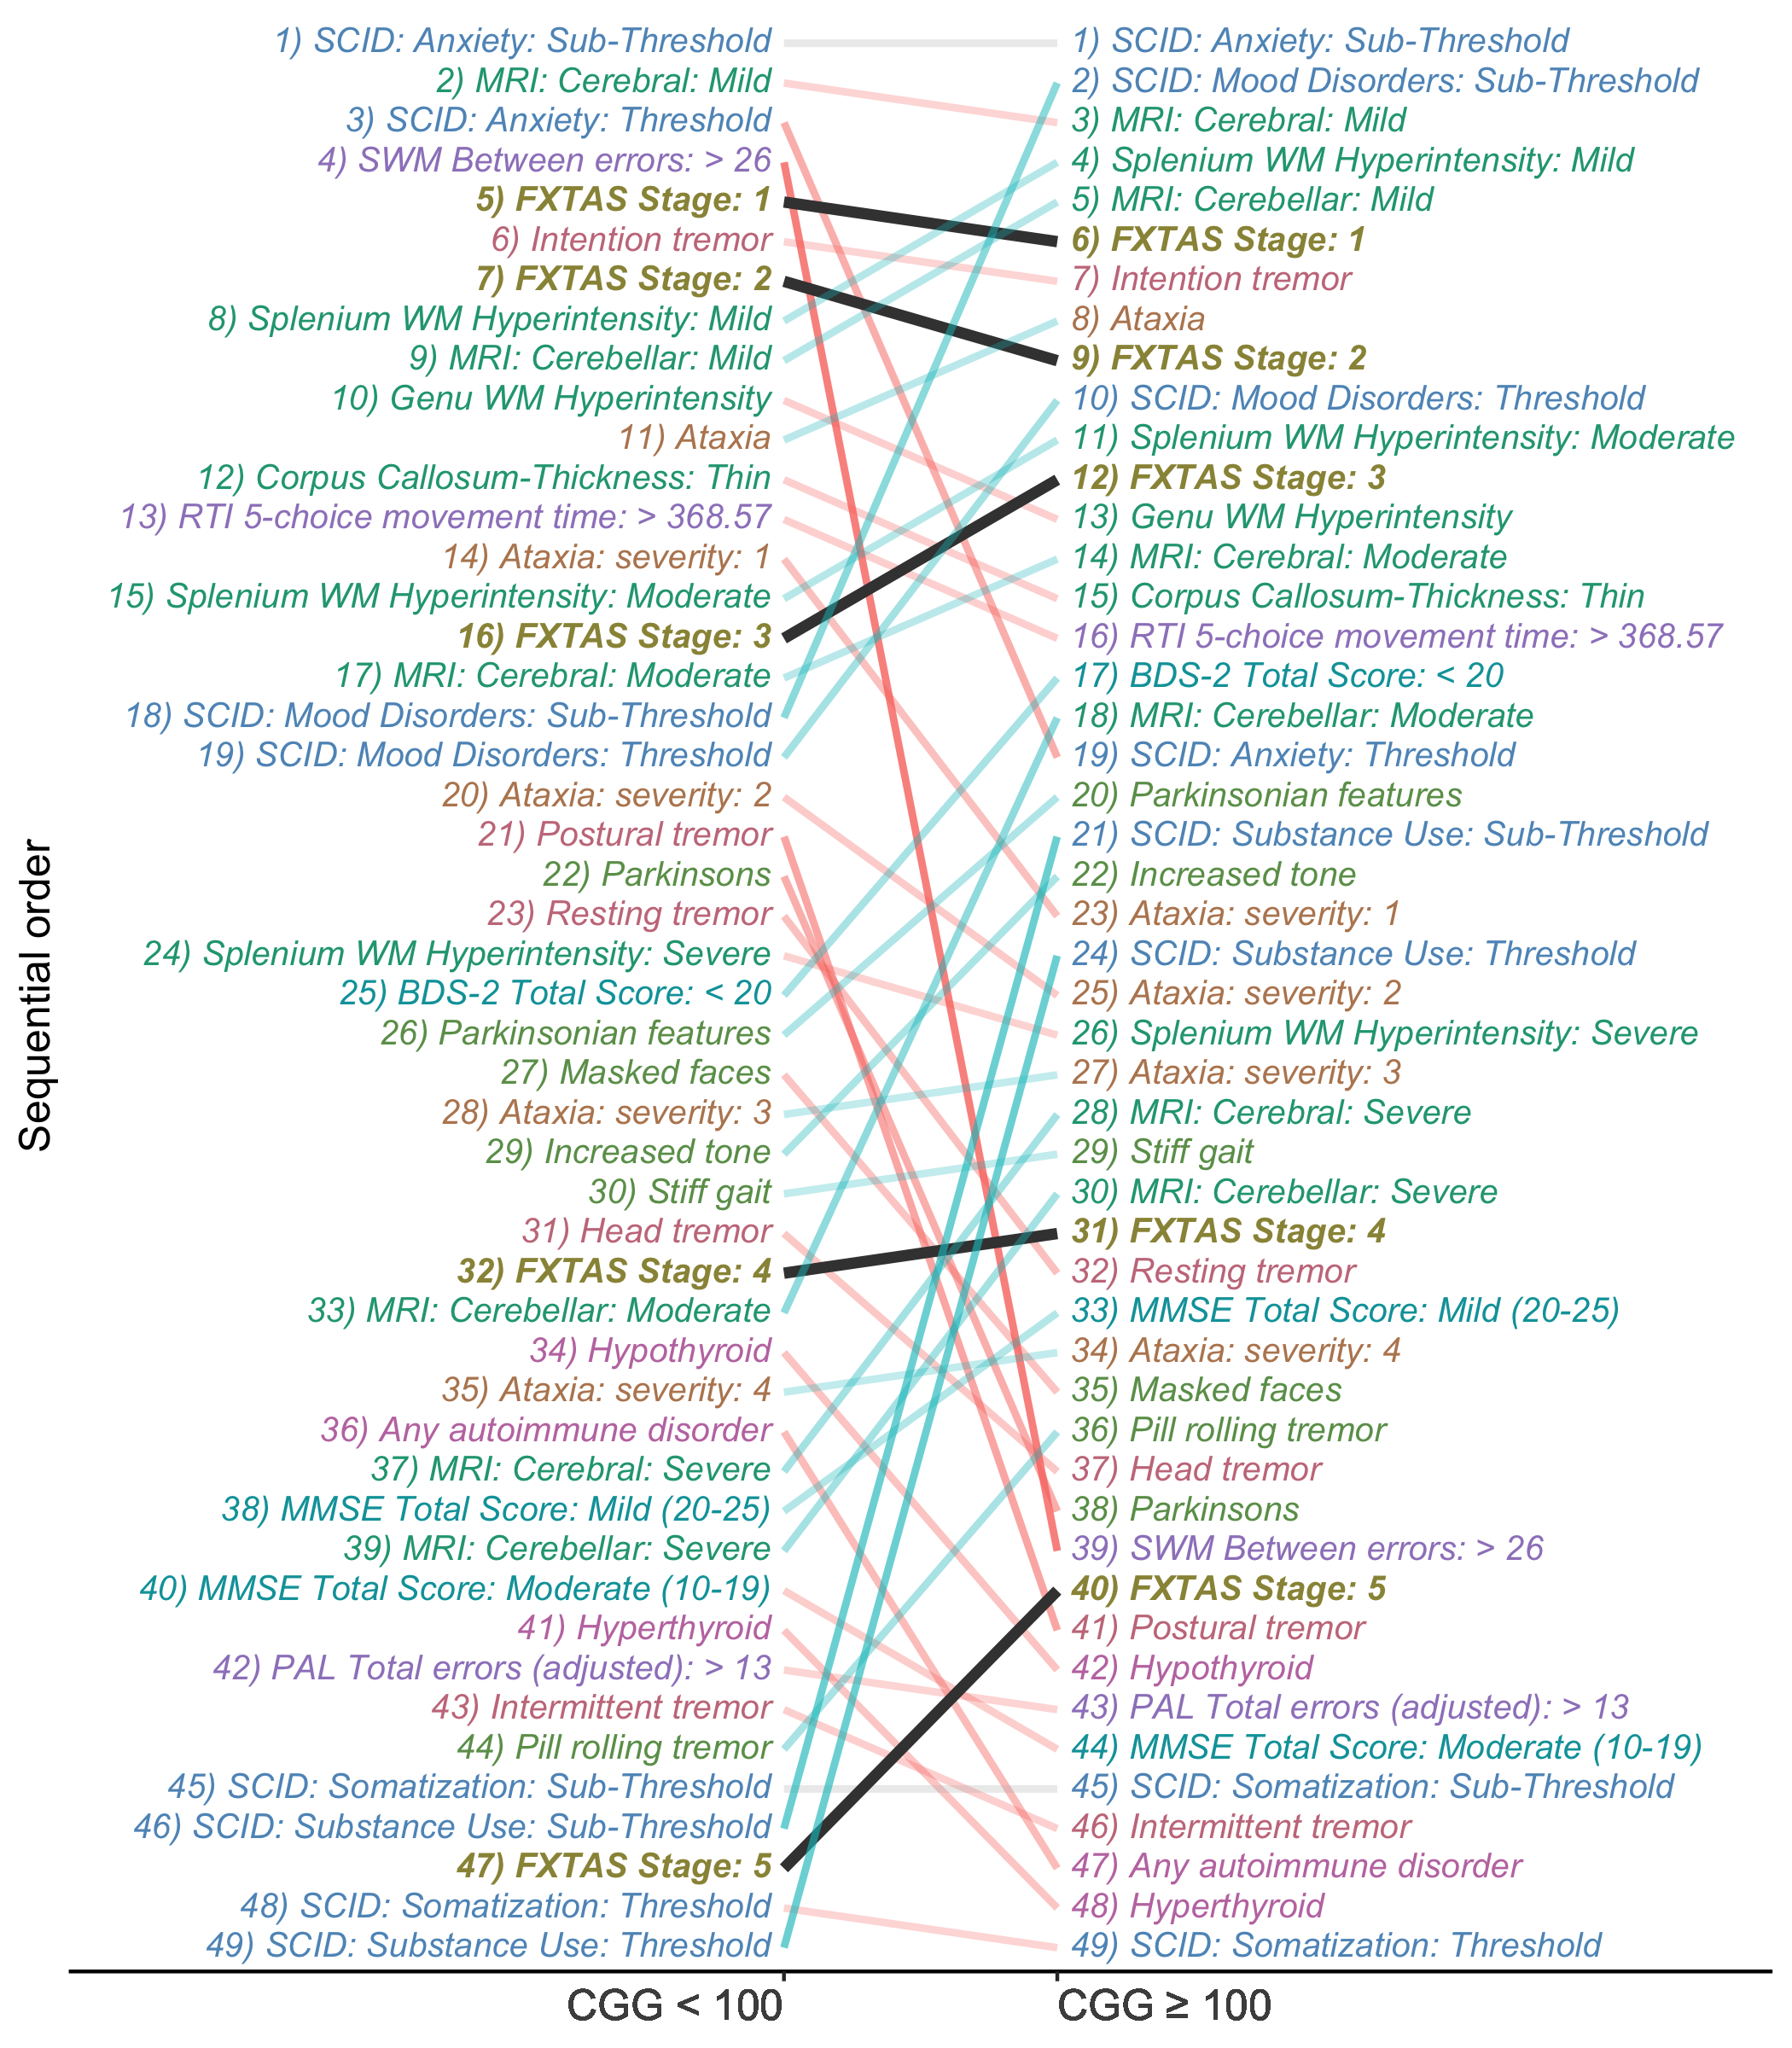 Sequential order
1) SCID: Anxiety: Sub-Threshold
2) MRI: Cerebral: Mild
3) SCID: Anxiety: Threshold
4) SWM Between errors: > 26
5) FXTAS Stage: 1
6) Intention tremor
7) FXTAS Stage: 2
8) Splenium WM Hyperintensity: Mild
9) MRI: Cerebellar: Mild
10) Genu WM Hyperintensity
11) Ataxia
12) Corpus Callosum-Thickness: Thin
13) RTI 5-choice movement time: > 368.57
14) Ataxia: severity: 1
15) Splenium WM Hyperintensity: Moderate
16) FXTAS Stage: 3
17) MRI: Cerebral: Moderate
18) SCID: Mood Disorders: Sub-Threshold
19) SCID: Mood Disorders: Threshold
20) Ataxia: severity: 2
21) Postural tremor
22) Parkinsons
23) Resting tremor
24) Splenium WM Hyperintensity: Severe
25) BDS-2 Total Score: < 20
26) Parkinsonian features
27) Masked faces
28) Ataxia: severity: 3
29) Increased tone
30) Stiff gait
31) Head tremor
32) FXTAS Stage: 4
33) MRI: Cerebellar: Moderate
34) Hypothyroid
35) Ataxia: severity: 4
36) Any autoimmune disorder
37) MRI: Cerebral: Severe
38) MMSE Total Score: Mild (20-25)
39) MRI: Cerebellar: Severe
40) MMSE Total Score: Moderate (10-19)
41) Hyperthyroid
42) PAL Total errors (adjusted): > 13
43) Intermittent tremor
44) Pill rolling tremor
45) SCID: Somatization: Sub-Threshold
46) SCID: Substance Use: Sub-Threshold
47) FXTAS Stage: 5
48) SCID: Somatization: Threshold
49) SCID: Substance Use: Threshold
CGG < 100
1) SCID: Anxiety: Sub-Threshold
2) SCID: Mood Disorders: Sub-Threshold
3) MRI: Cerebral: Mild
4) Splenium WM Hyperintensity: Mild
5) MRI: Cerebellar: Mild
6) FXTAS Stage: 1
7) Intention tremor
8) Ataxia
9) FXTAS Stage: 2
10) SCID: Mood Disorders: Threshold
11) Splenium WM Hyperintensity: Moderate
12) FXTAS Stage: 3
13) Genu WM Hyperintensity
14) MRI: Cerebral: Moderate
15) Corpus Callosum-Thickness: Thin
16) RTI 5-choice movement time: > 368.57
17) BDS-2 Total Score: < 20
18) MRI: Cerebellar: Moderate
19) SCID: Anxiety: Threshold
20) Parkinsonian features
21) SCID: Substance Use: Sub-Threshold
22) Increased tone
23) Ataxia: severity: 1
24) SCID: Substance Use: Threshold
25) Ataxia: severity: 2
26) Splenium WM Hyperintensity: Severe
27) Ataxia: severity: 3
28) MRI: Cerebral: Severe
29) Stiff gait
30) MRI: Cerebellar: Severe
31) FXTAS Stage: 4
32) Resting tremor
33) MMSE Total Score: Mild (20-25)
34) Ataxia: severity: 4
35) Masked faces
36) Pill rolling tremor
37) Head tremor
38) Parkinsons
39) SWM Between errors: > 26
40) FXTAS Stage: 5
41) Postural tremor
42) Hypothyroid
43) PAL Total errors (adjusted): > 13
44) MMSE Total Score: Moderate (10-19)
45) SCID: Somatization: Sub-Threshold
46) Intermittent tremor
47) Any autoimmune disorder
48) Hyperthyroid
49) SCID: Somatization: Threshold
CGG ≥ 100